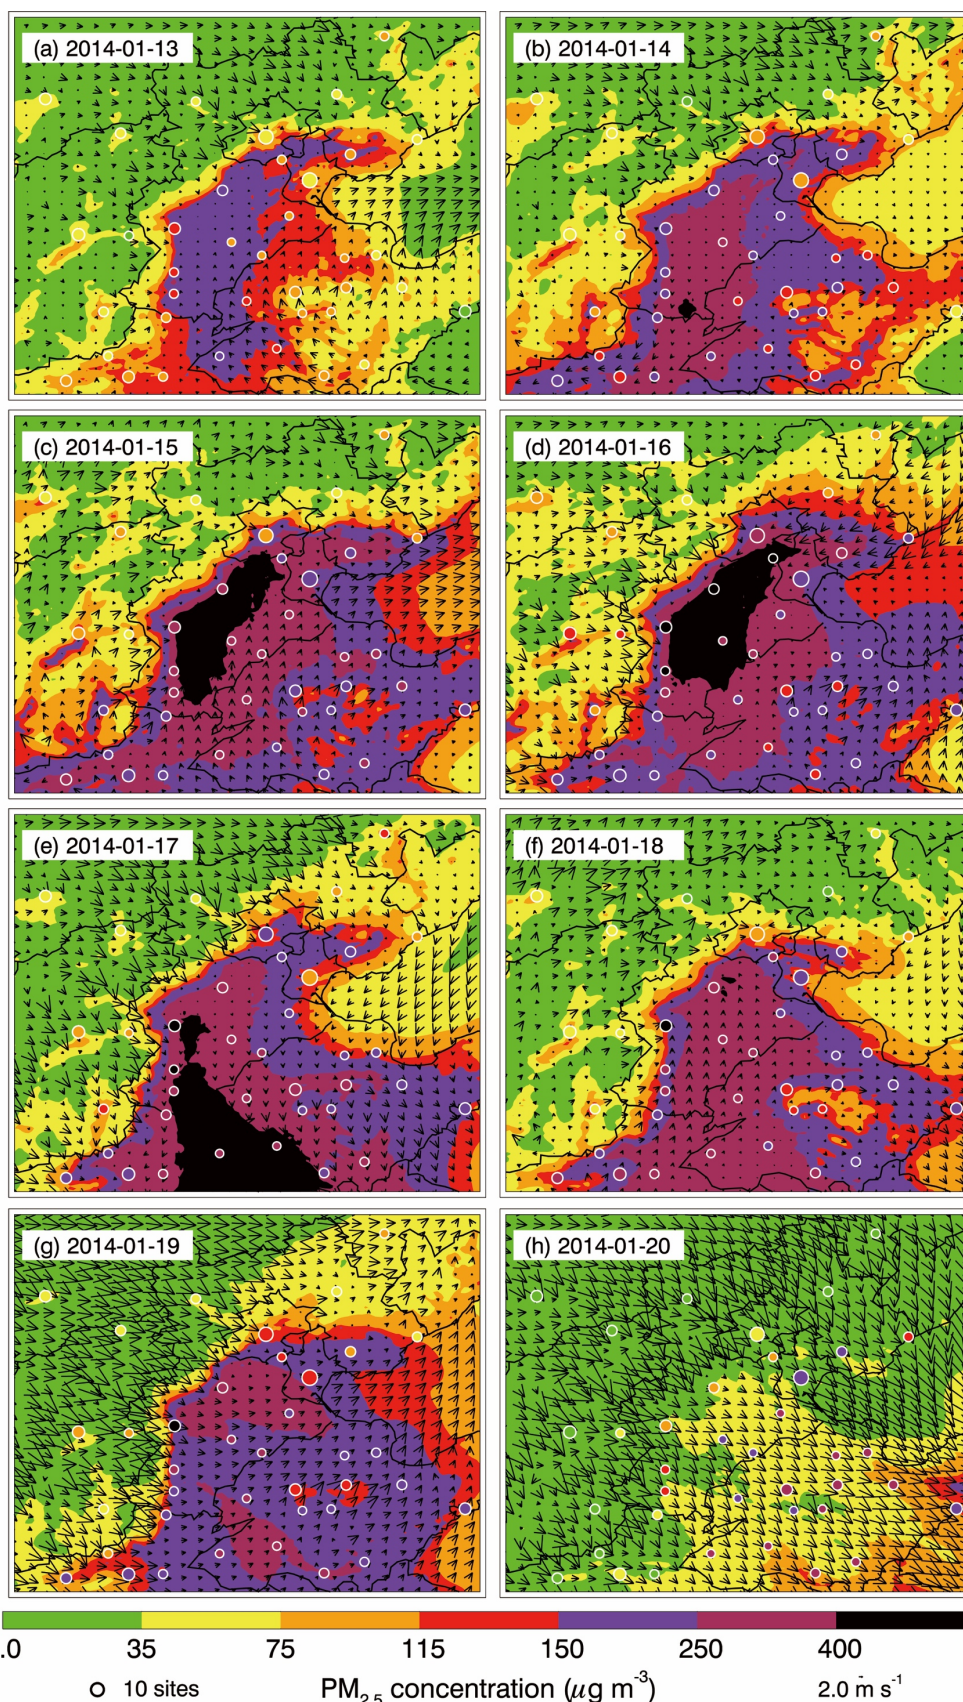 (a) 2014-01-13
(b) 2014-01-14
(c) 2014-01-15
(d) 2014-01-16
(e) 2014-01-17
(f) 2014-01-18
(g) 2014-01-19
(h) 2014-01-20
.0 35 75 115 150 250 400
10 sites PM2.5 concentration (μg m-3) 2.0 m s-1